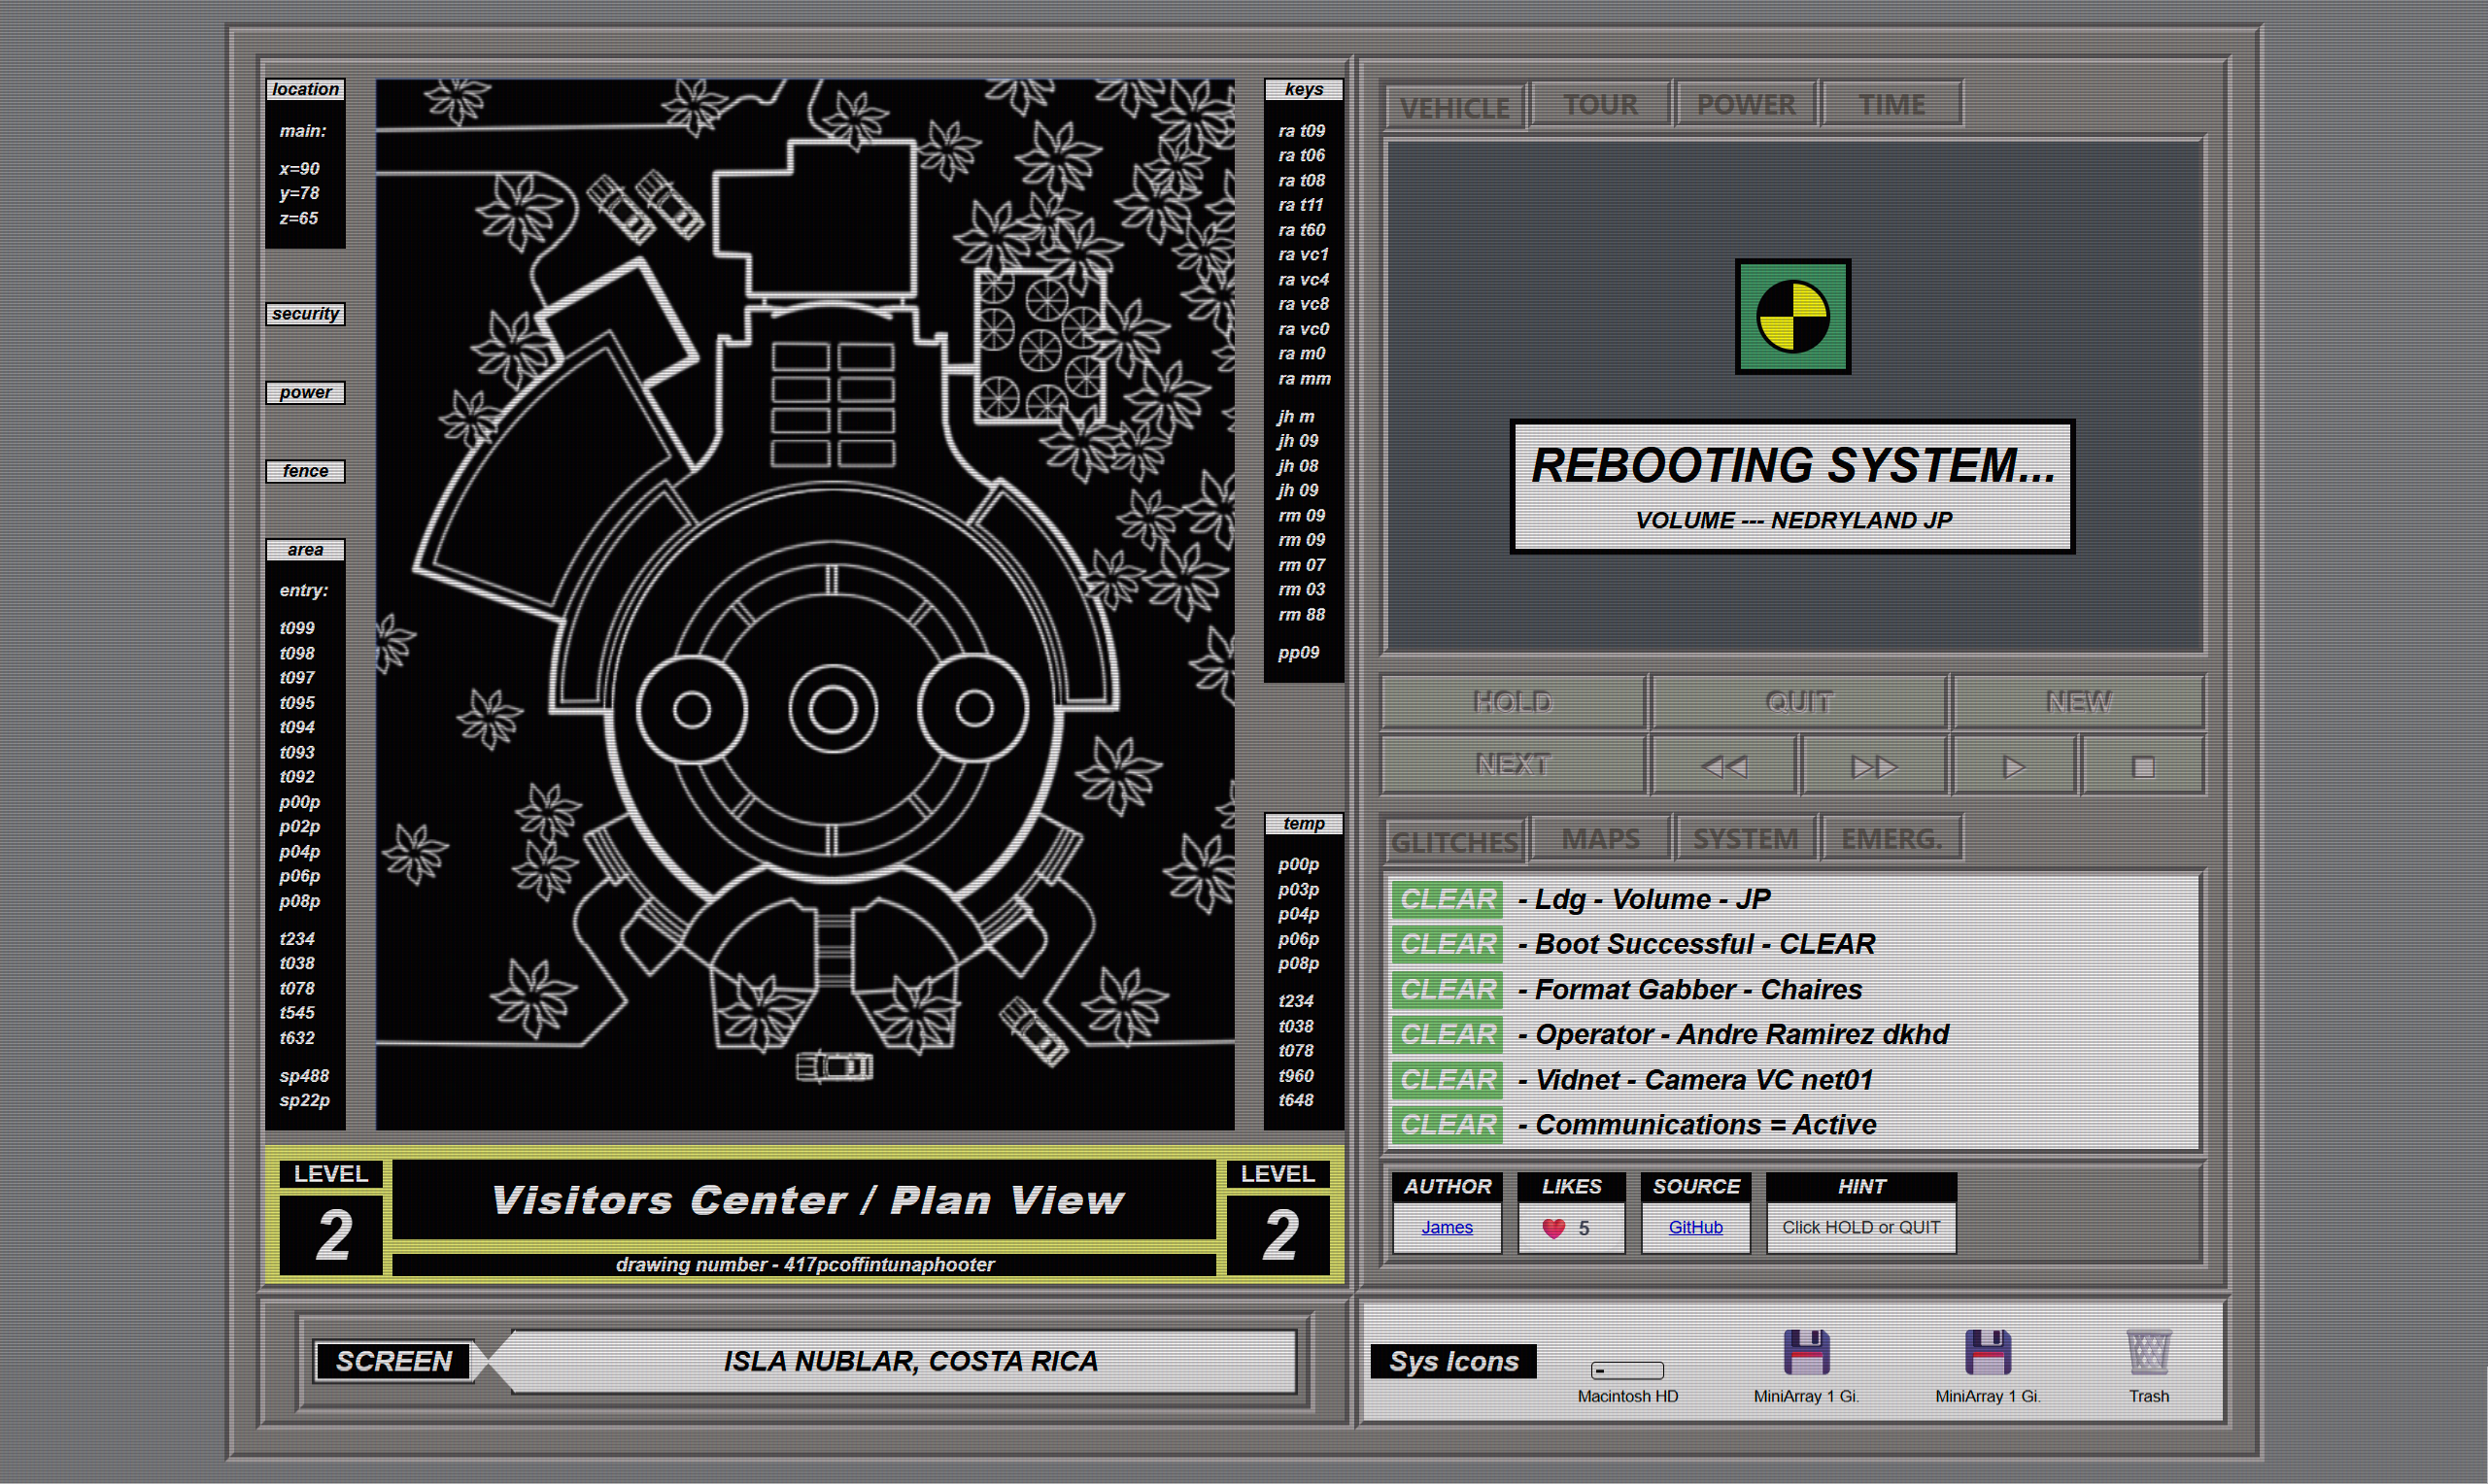 location
main:
x=90
y=78
z=65
security
power
fence
area
entry:
t099
t098
t097
t095
t094
t093
t092
p00p
p02p
p04p
p06p
p08p
t234
t038
t078
t545
t632
sp488
sp22p
keys
ra t09
ra t06
ra t08
ra t11
ra t60
ra vc1
ra vc4
ra vc8
ra vc0
ra m0
ra mm
jh m
jh 09
jh 08
jh 09
rm 09
rm 09
rm 07
rm 03
rm 88
pp09
temp
p00p
p03p
p04p
p06p
p08p
t234
t038
t078
t960
t648
LEVEL
2
Visitors Center / Plan View
drawing number - 417pcoffintunaphooter
LEVEL
2
SCREEN
ISLA NUBLAR, COSTA RICA
VEHICLE TOUR POWER TIME
REBOOTING SYSTEM...
VOLUME --- NEDRYLAND JP
HOLD QUIT NEW
NEXT
GLITCHES MAPS SYSTEM EMERG.
CLEAR - Ldg - Volume - JP
CLEAR - Boot Successful - CLEAR
CLEAR - Format Gabber - Chaires
CLEAR - Operator - Andre Ramirez dkhd
CLEAR - Vidnet - Camera VC net01
CLEAR - Communications = Active
AUTHOR LIKES SOURCE HINT
James 5 GitHub Click HOLD or QUIT
Sys Icons
Macintosh HD MiniArray 1 Gi. MiniArray 1 Gi. Trash